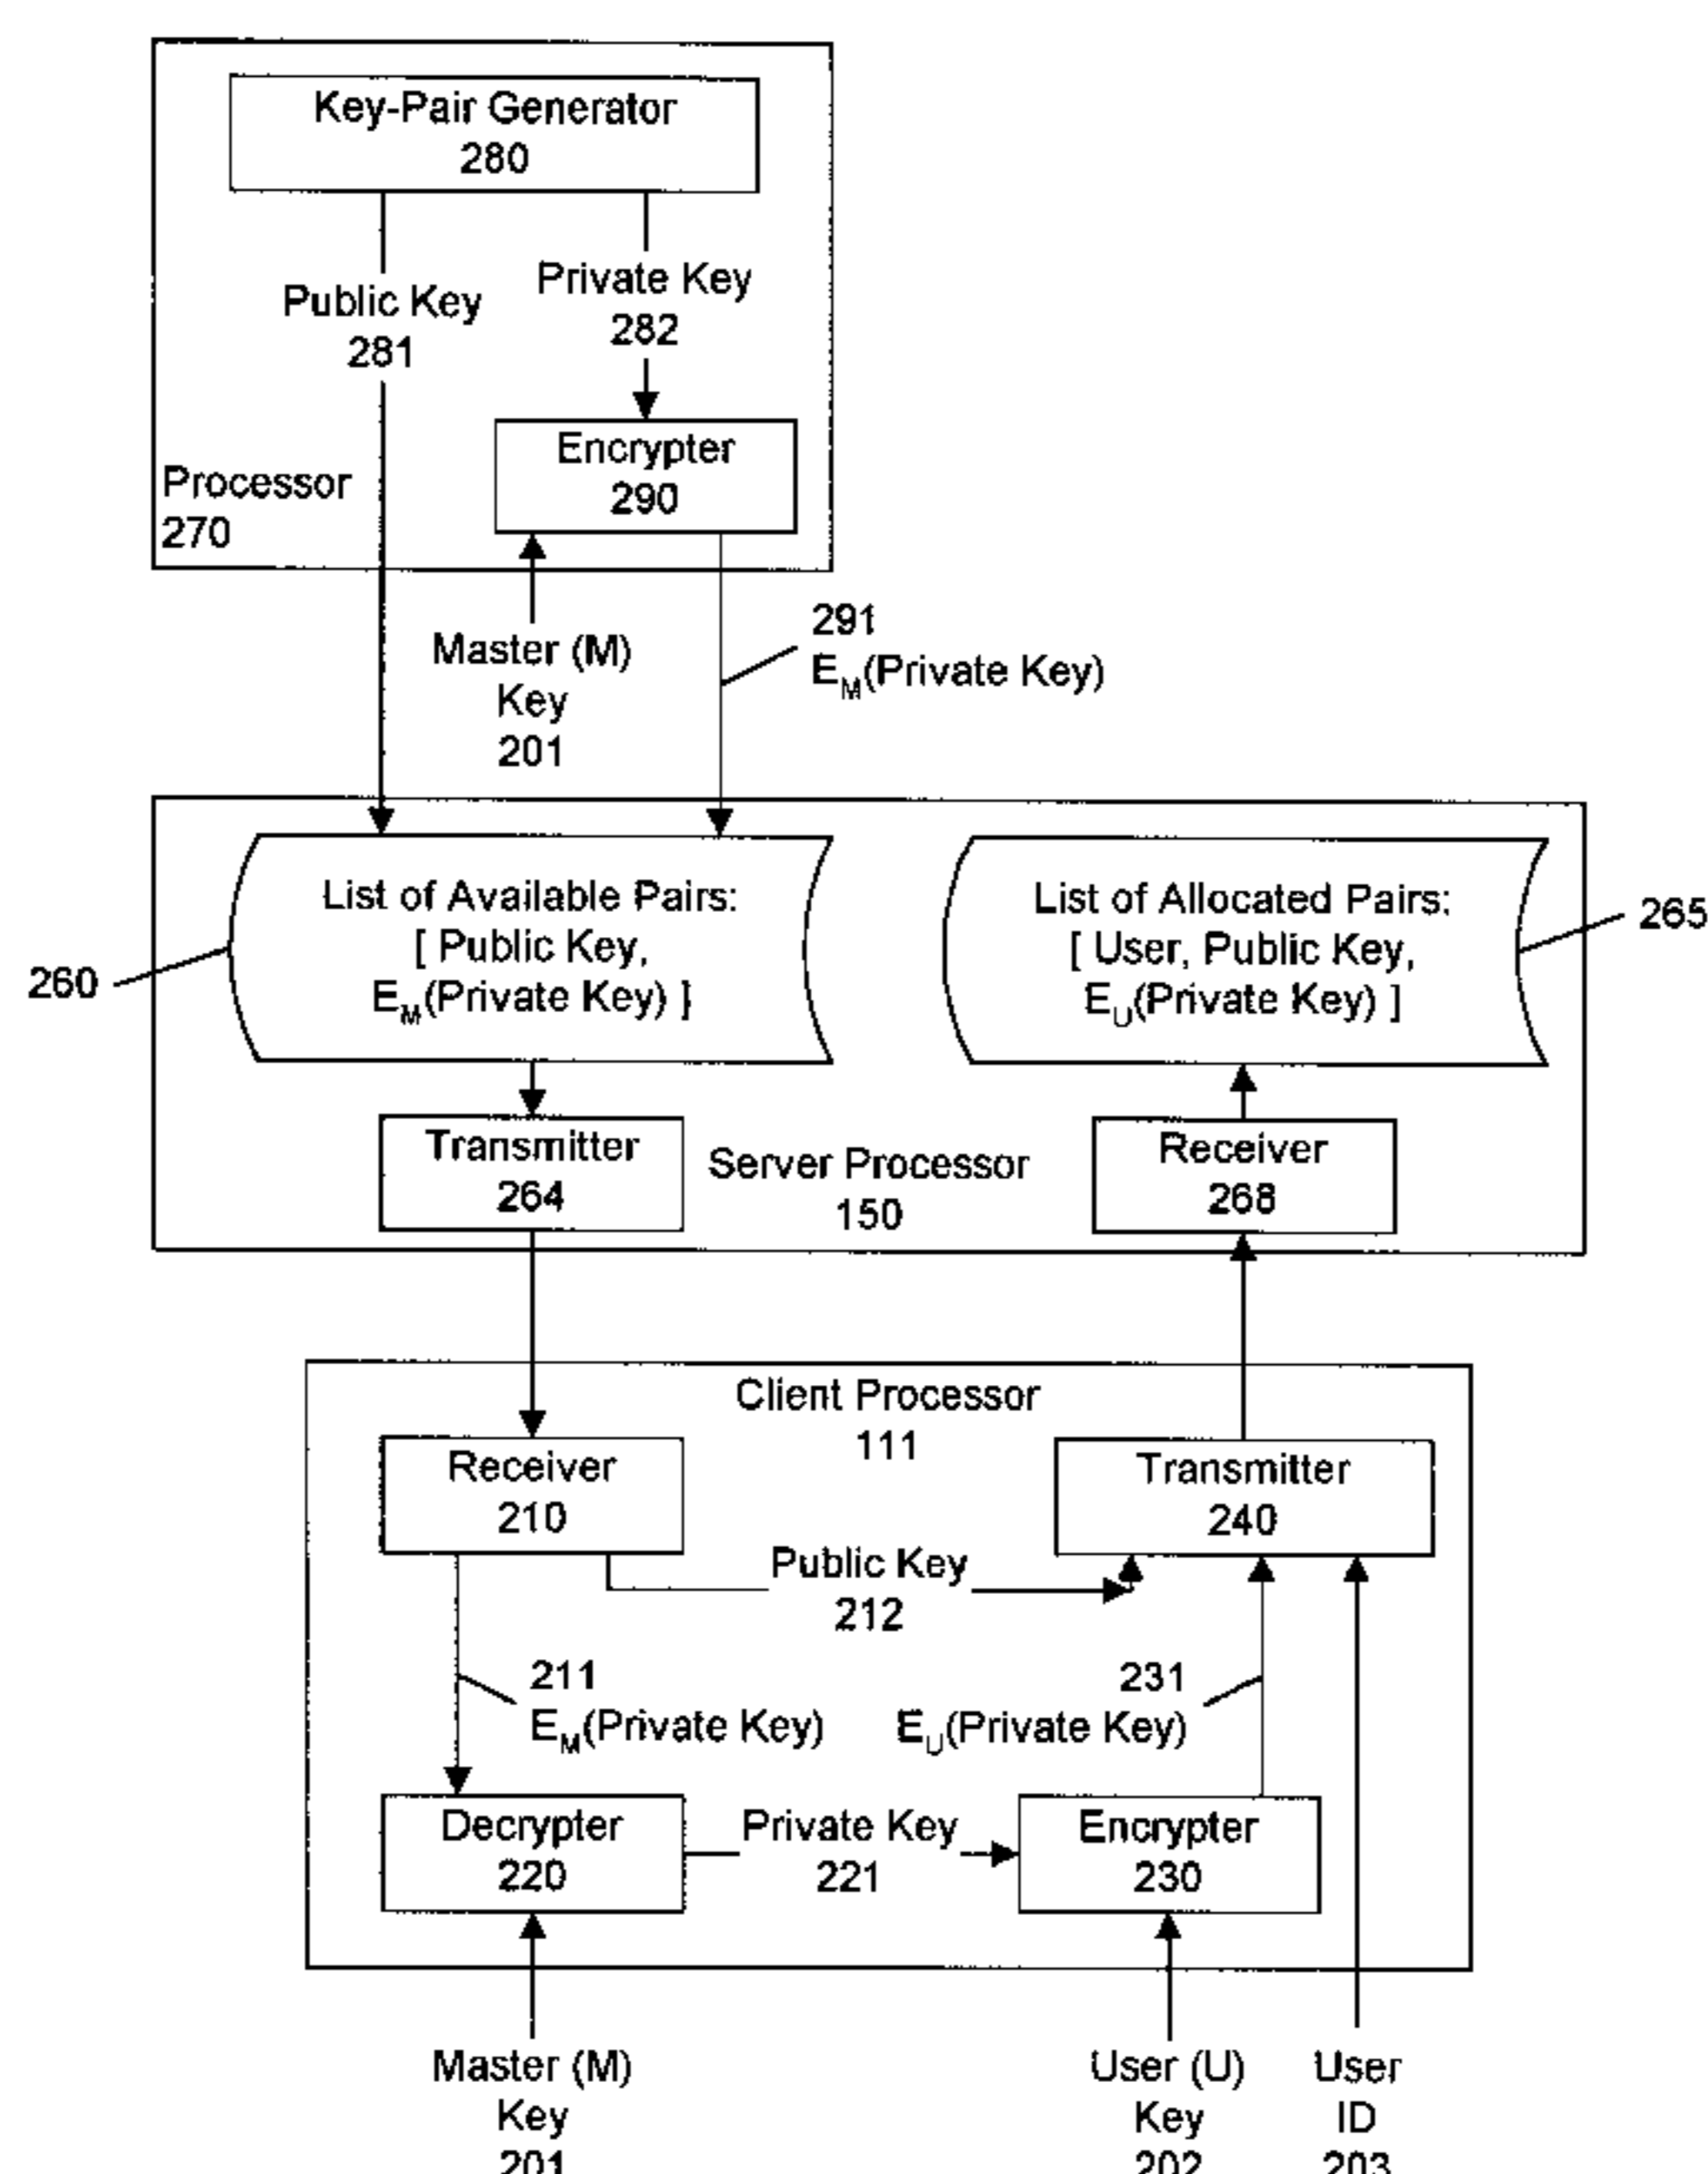 Key-Pair Generator
280
Public Key
281
Private Key
282
Encrypter
290
Processor
270
Master (M)
Key
201
291
E_M(Private Key)
List of Available Pairs:
[ Public Key,
E_M(Private Key) ]
260
List of Allocated Pairs:
[ User, Public Key,
E_U(Private Key) ]
265
Transmitter
264
Server Processor
150
Receiver
268
Client Processor
111
Receiver
210
Transmitter
240
Public Key
212
211
E_M(Private Key)
231
E_U(Private Key)
Decrypter
220
Private Key
221
Encrypter
230
Master (M)
Key
201
User (U)
Key
202
User
ID
203